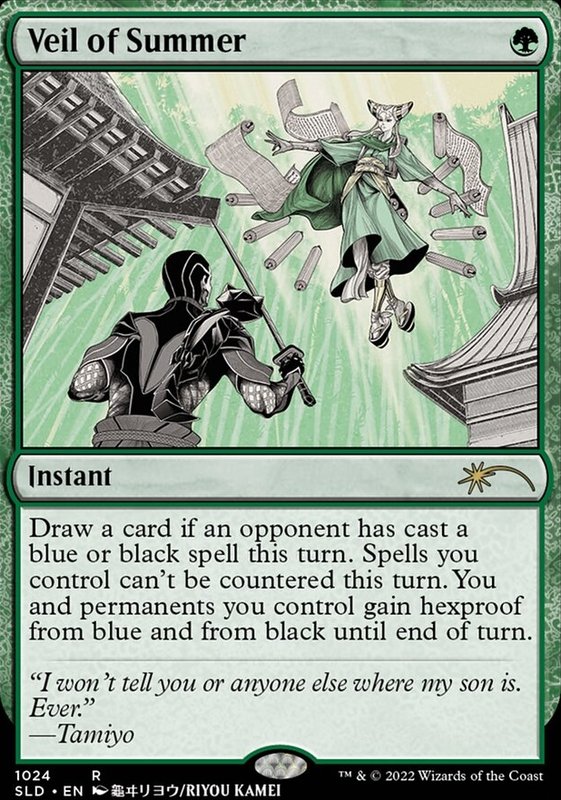 Veil of Summer
Instant
Draw a card if an opponent has cast a
blue or black spell this turn. Spells you
control can't be countered this turn. You
and permanents you control gain hexproof
from blue and from black until end of turn.
“I won't tell you or anyone else where my son is.
Ever.”
—Tamiyo
1024 R
SLD • EN 龜ヰリョウ/RIYOU KAMEI
™ & © 2022 Wizards of the Coast